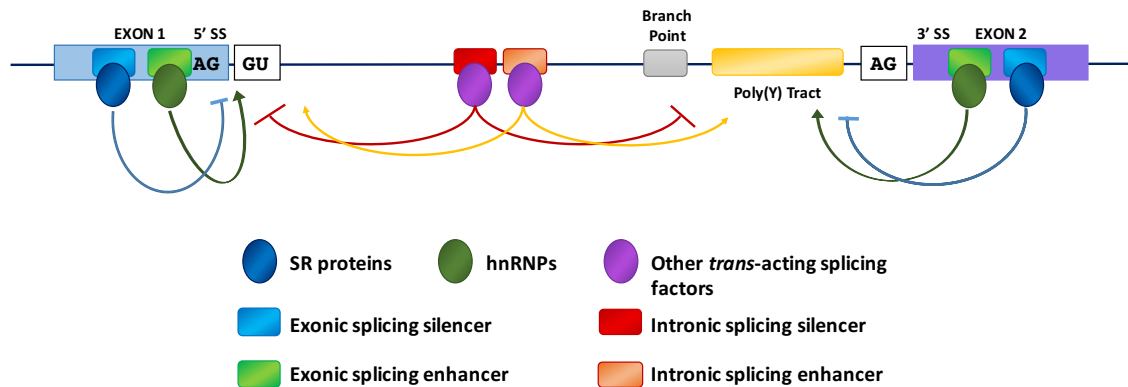 EXON 1
5’ SS
AG
GU
Branch
Point
Poly(Y) Tract
AG
3’ SS
EXON 2
SR proteins
hnRNPs
Other trans-acting splicing
factors
Exonic splicing silencer
Intronic splicing silencer
Exonic splicing enhancer
Intronic splicing enhancer